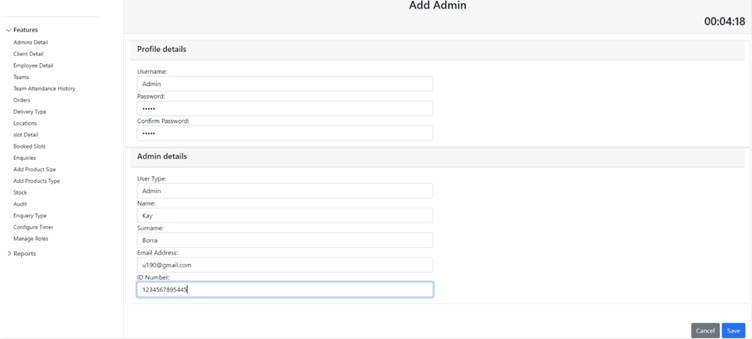 Add Admin
00:04:18
Features
Admins Detail
Client Detail
Employee Detail
Teams
Team Attendance History
Orders
Delivery Type
Locations
slot Detail
Booked Slots
Enquiries
Add Product Size
Add Products Type
Stock
Audit
Enquery Type
Configure Timer
Manage Roles
Reports
Profile details
Username:
Admin
Password:
•••••
Confirm Password:
•••••
Admin details
User Type:
Admin
Name:
Kay
Surname:
Borra
Email Address:
u190@gmail.com
ID Number:
1234567895445
Cancel
Save